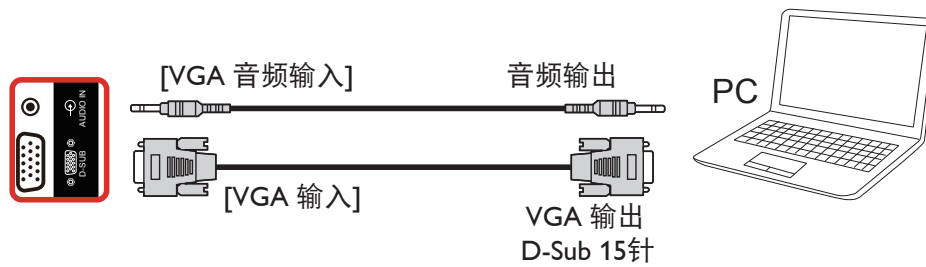 [VGA 音频输入]
音频输出
PC
AUDIO IN
D-SUB
[VGA 输入]
VGA 输出
D-Sub 15针